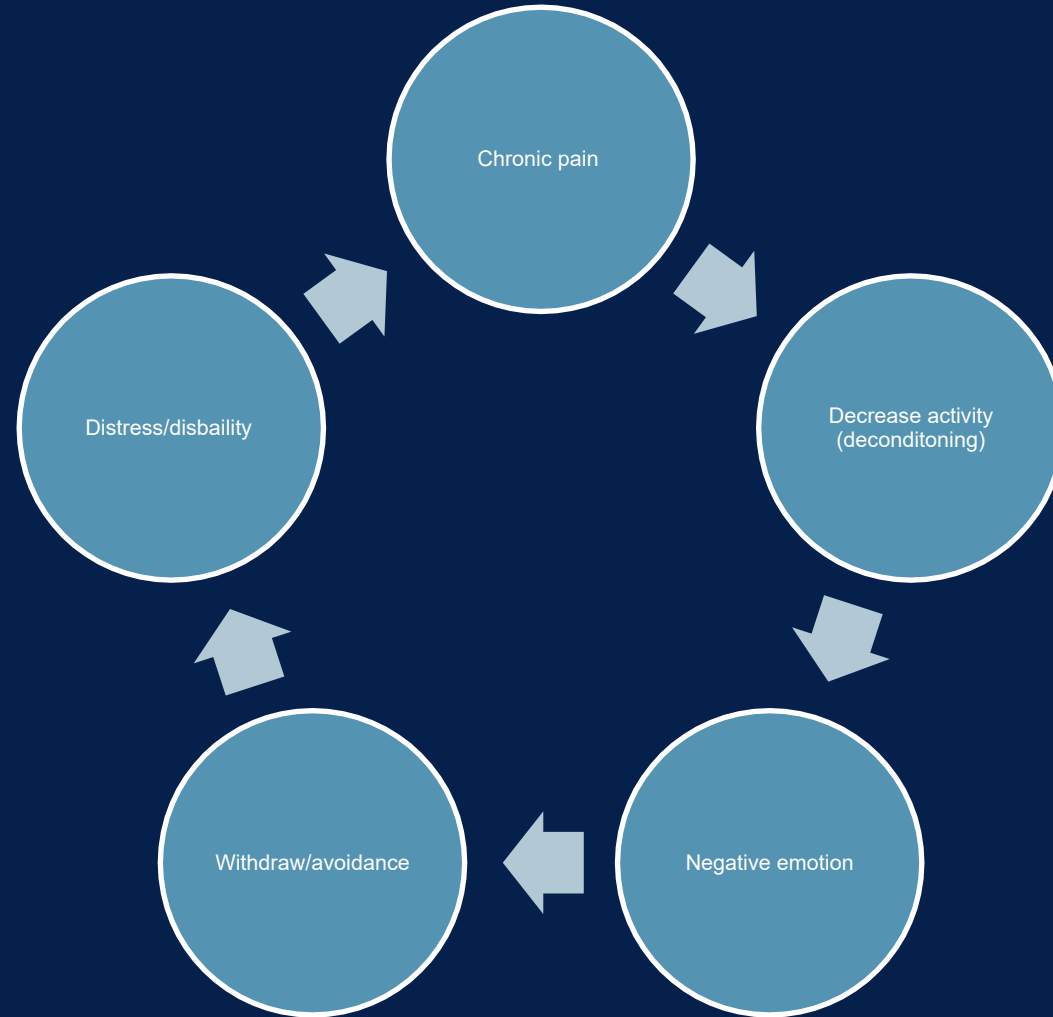 Chronic pain
Decrease activity
(deconditoning)
Negative emotion
Withdraw/avoidance
Distress/disbaility